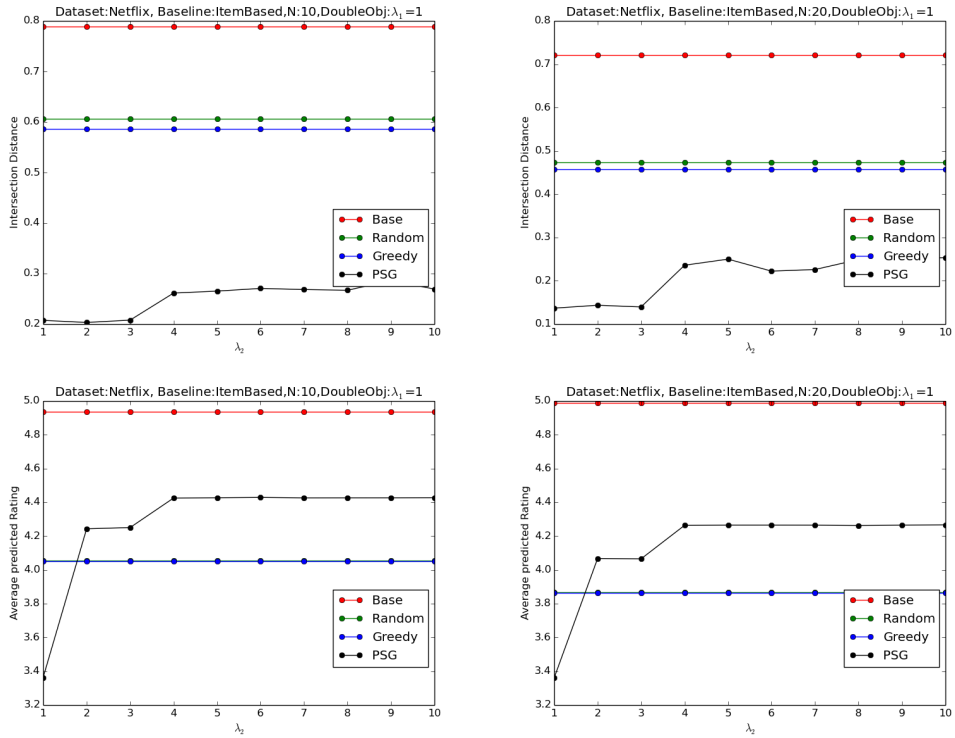 Dataset:Netflix, Baseline:ItemBased,N:10,DoubleObj:λ₁=1
0.8
0.7
0.6
0.5
0.4
0.3
0.2
Intersection Distance
Base
Random
Greedy
PSG
1 2 3 4 5 6 7 8 9 10
λ₂
Dataset:Netflix, Baseline:ItemBased,N:20,DoubleObj:λ₁=1
0.8
0.7
0.6
0.5
0.4
0.3
0.2
0.1
Intersection Distance
Base
Random
Greedy
PSG
1 2 3 4 5 6 7 8 9 10
λ₂
Dataset:Netflix, Baseline:ItemBased,N:10,DoubleObj:λ₁=1
5.0
4.8
4.6
4.4
4.2
4.0
3.8
3.6
3.4
3.2
Average predicted Rating
Base
Random
Greedy
PSG
1 2 3 4 5 6 7 8 9 10
λ₂
Dataset:Netflix, Baseline:ItemBased,N:20,DoubleObj:λ₁=1
5.0
4.8
4.6
4.4
4.2
4.0
3.8
3.6
3.4
3.2
Average predicted Rating
Base
Random
Greedy
PSG
1 2 3 4 5 6 7 8 9 10
λ₂